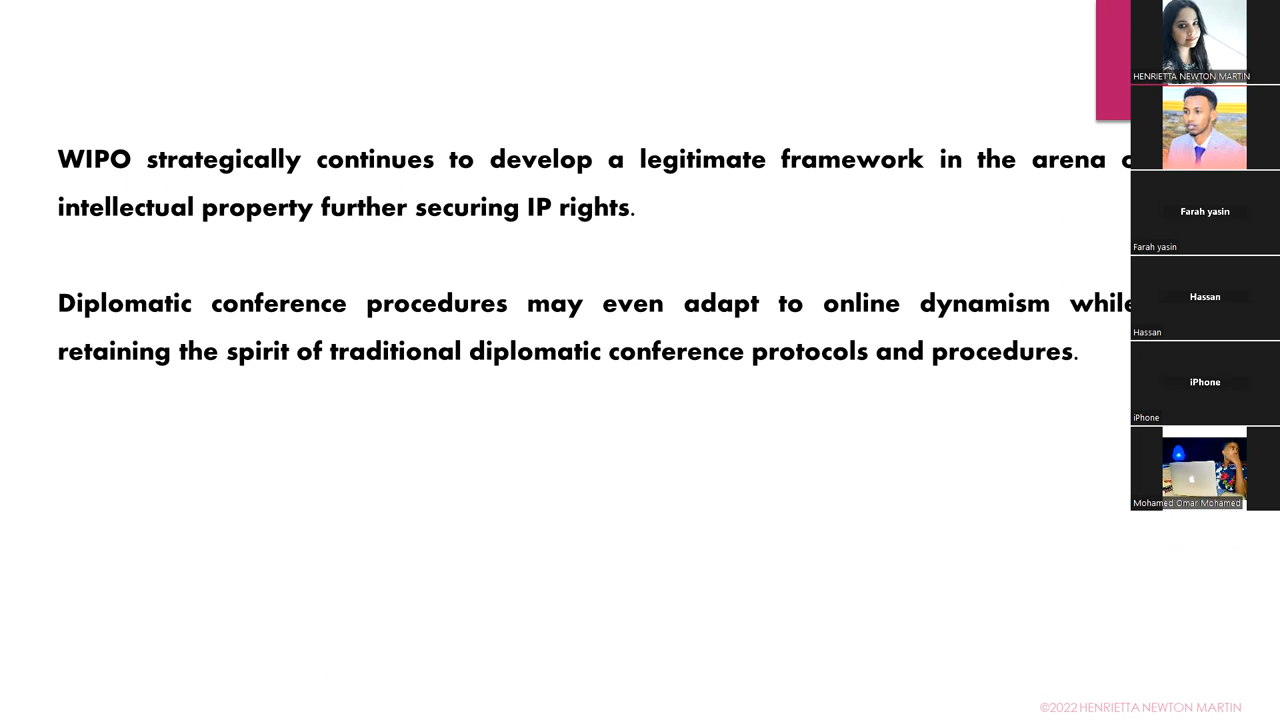 WIPO strategically continues to develop a legitimate framework in the arena
intellectual property further securing IP rights.
Diplomatic conference procedures may even adapt to online dynamism while
retaining the spirit of traditional diplomatic conference protocols and procedures.
HENRIETTA NEWTON MARTIN
Farah yasin
Farah yasin
Hassan
Hassan
iPhone
iPhone
Mohamed Omar Mohamed
©2022 HENRIETTA NEWTON MARTIN